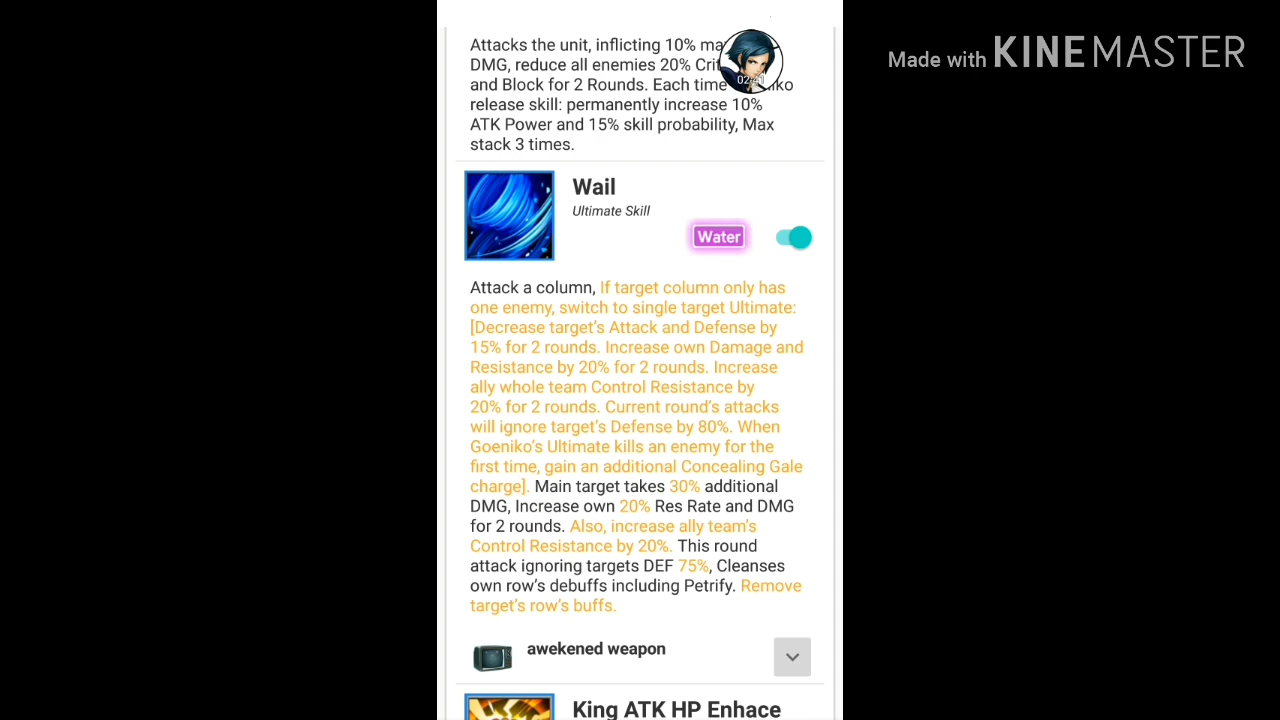 Made with KINEMASTER
Attacks the unit, inflicting 10%
DMG, reduce all enemies 20%
and Block for 2 Rounds. Each time
release skill: permanently increase 10%
ATK Power and 15% skill probability, Max
stack 3 times.
Wail
Ultimate Skill
Water
Attack a column, If target column only has
one enemy, switch to single target Ultimate:
[Decrease target's Attack and Defense by
15% for 2 rounds. Increase own Damage and
Resistance by 20% for 2 rounds. Increase
ally whole team Control Resistance by
20% for 2 rounds. Current round's attacks
will ignore target's Defense by 80%. When
Goeniko's Ultimate kills an enemy for the
first time, gain an additional Concealing Gale
charge]. Main target takes 30% additional
DMG, Increase own 20% Res Rate and DMG
for 2 rounds. Also, increase ally team's
Control Resistance by 20%. This round
attack ignoring targets DEF 75%, Cleanses
own row's debuffs including Petrify. Remove
target's row's buffs.
awekened weapon
King ATK HP Enhace